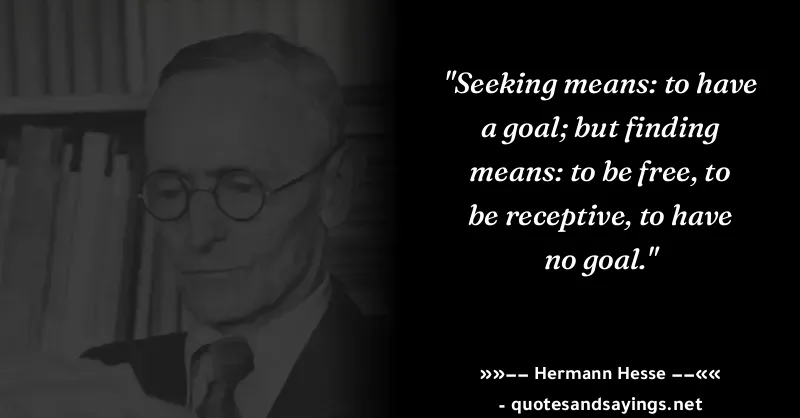 "Seeking means: to have
a goal; but finding
means: to be free, to
be receptive, to have
no goal."
»»−− Hermann Hesse −−««
- quotesandsayings.net